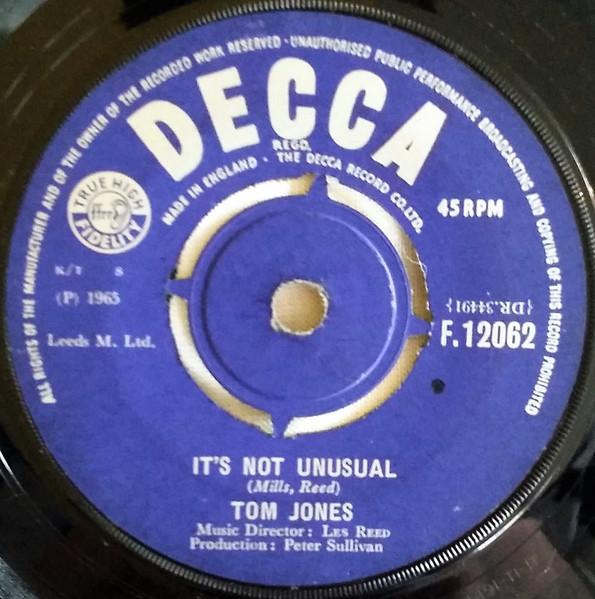 ALL RIGHTS OF THE MANUFACTURER AND OF THE OWNER OF THE RECORDED WORK RESERVED · UNAUTHORISED PUBLIC PERFORMANCE BROADCASTING AND COPYING OF THIS RECORD PROHIBITED
DECCA
REGD.
MADE IN ENGLAND · THE DECCA RECORD CO. LTD.
TRUE HIGH
ffrr
FIDELITY
45 RPM
K/T 8
(P) 1965
(DR.34491)
Leeds M. Ltd.
F.12062
IT'S NOT UNUSUAL
(Mills, Reed)
TOM JONES
Music Director: LES REED
Production: Peter Sullivan